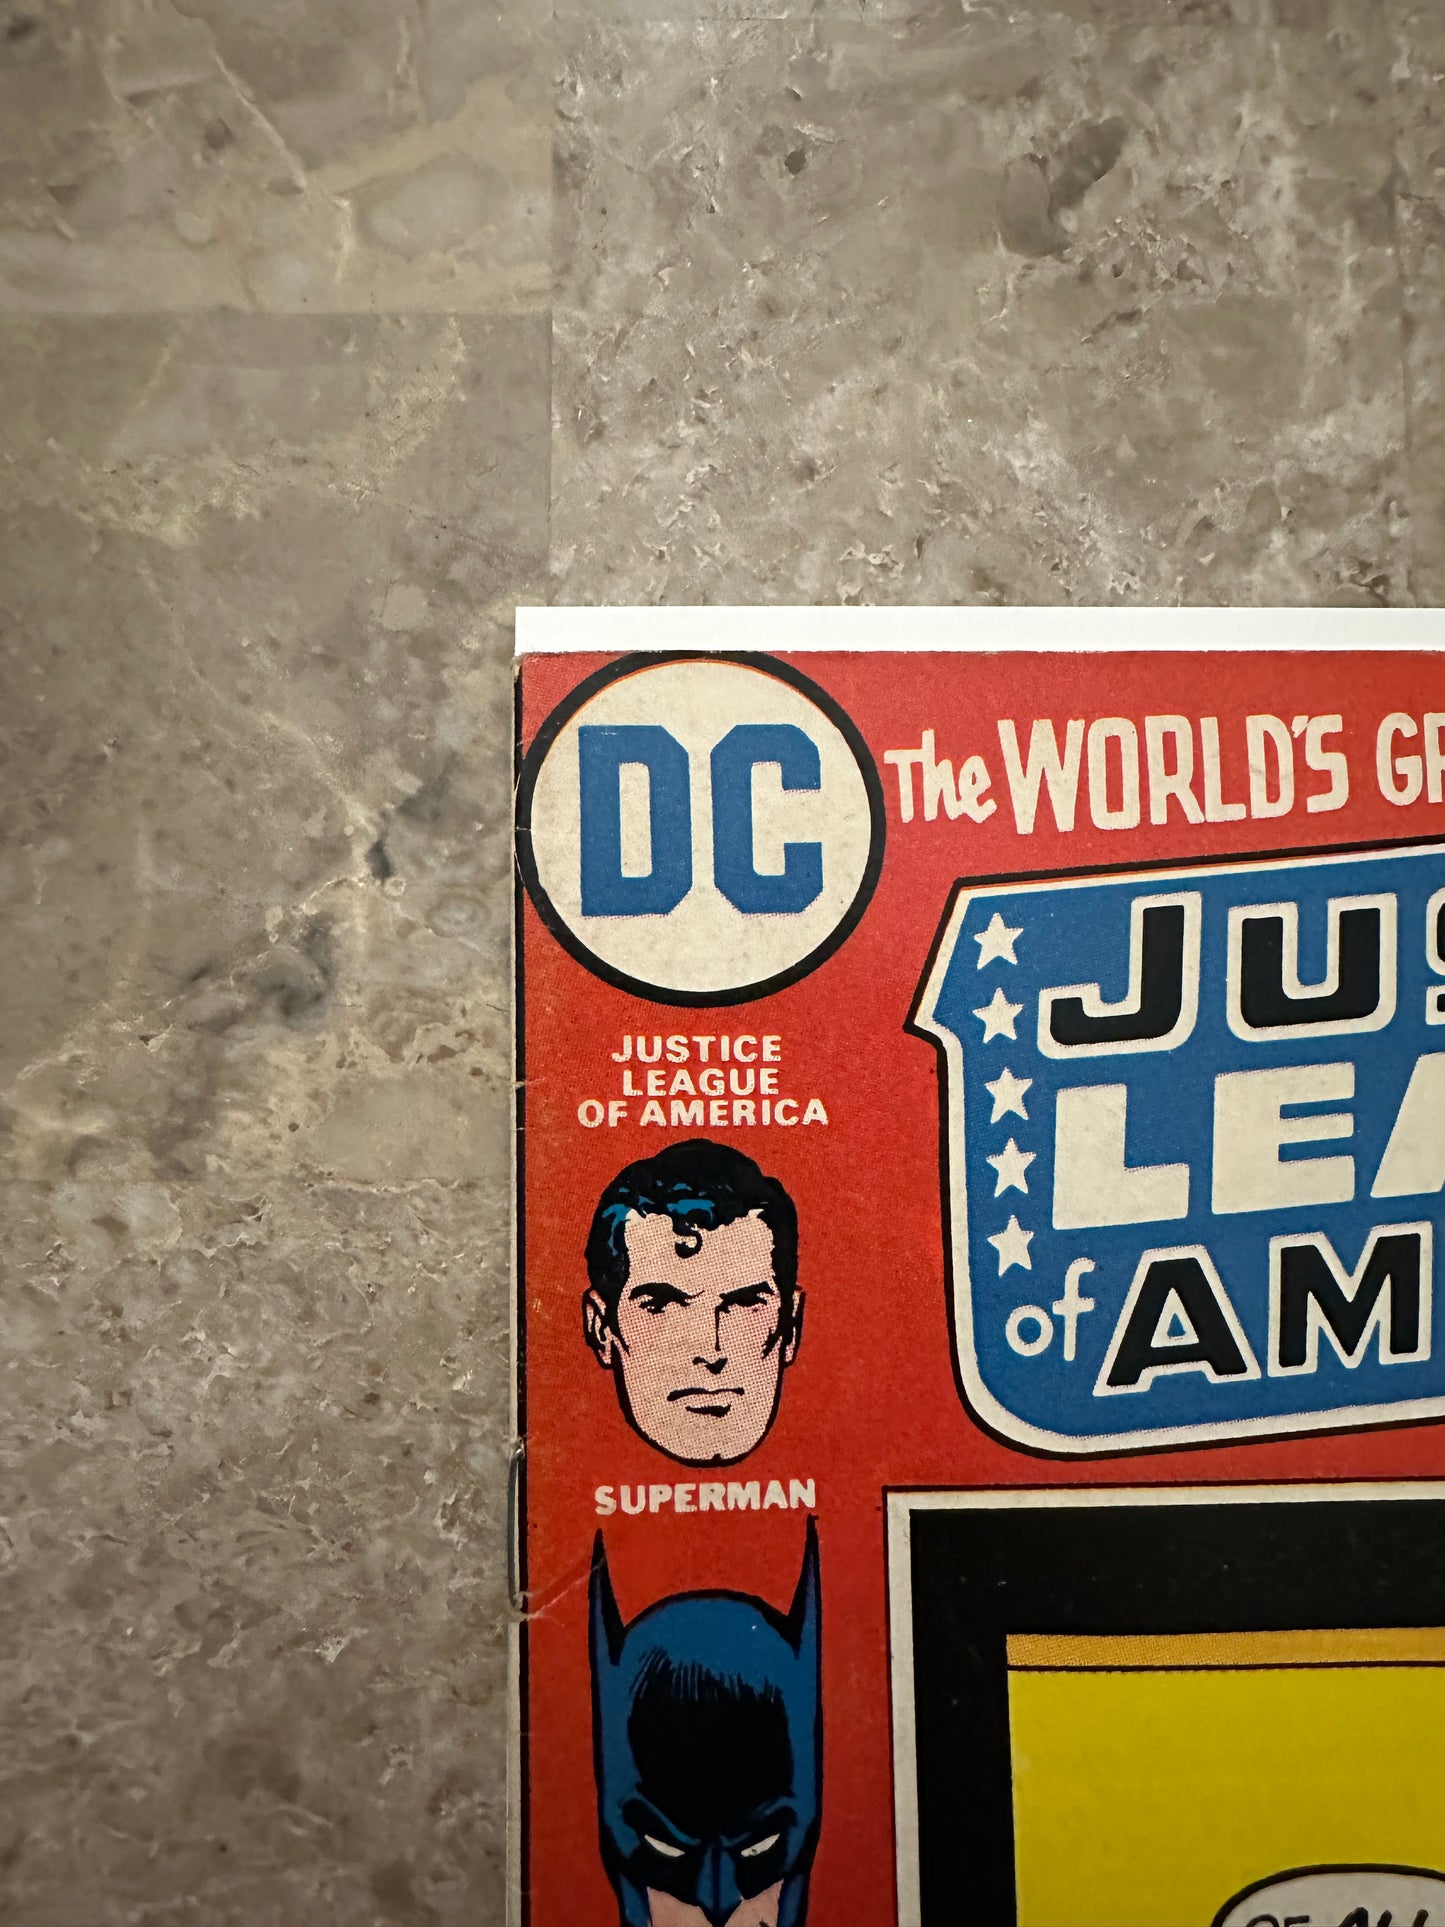 DC
The WORLD'S GR
JUS
LEA
of AM
JUSTICE
LEAGUE
OF AMERICA
SUPERMAN